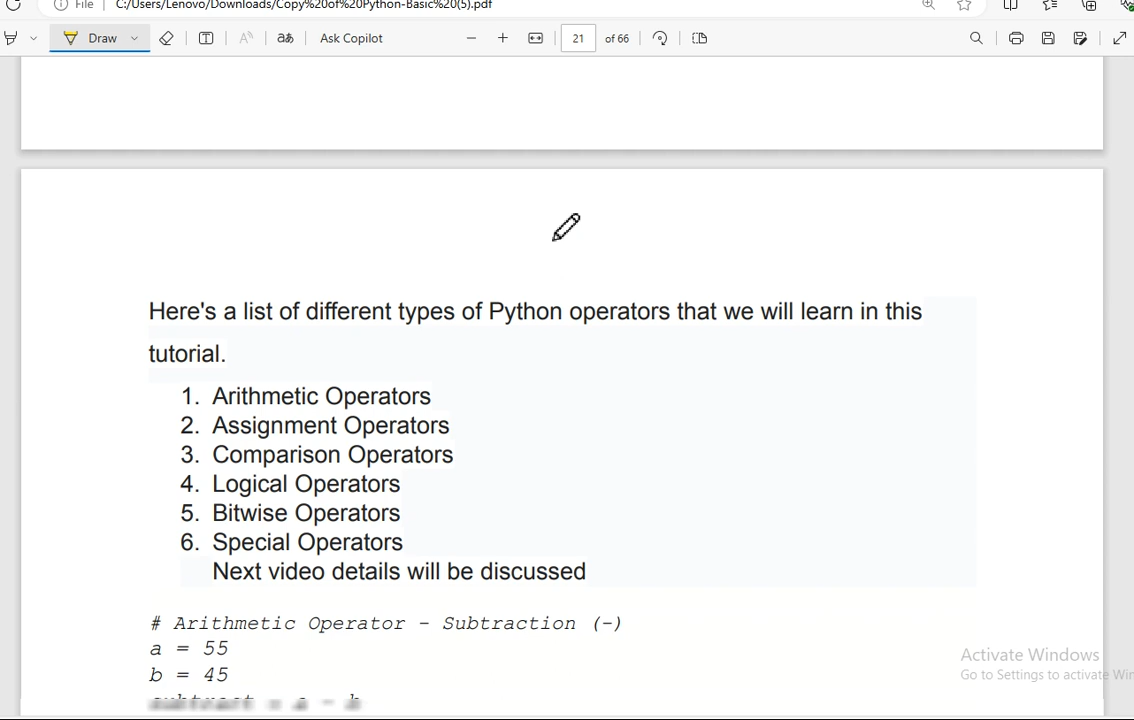 File
C:/Users/Lenovo/Downloads/Copy%20of%20Python-Basic%20(5).pdf
Draw
Ask Copilot
21 of 66
Here's a list of different types of Python operators that we will learn in this
tutorial.
1. Arithmetic Operators
2. Assignment Operators
3. Comparison Operators
4. Logical Operators
5. Bitwise Operators
6. Special Operators
Next video details will be discussed
# Arithmetic Operator - Subtraction (-)
a = 55
b = 45
subtract = a - b
Activate Windows
Go to Settings to activate Win